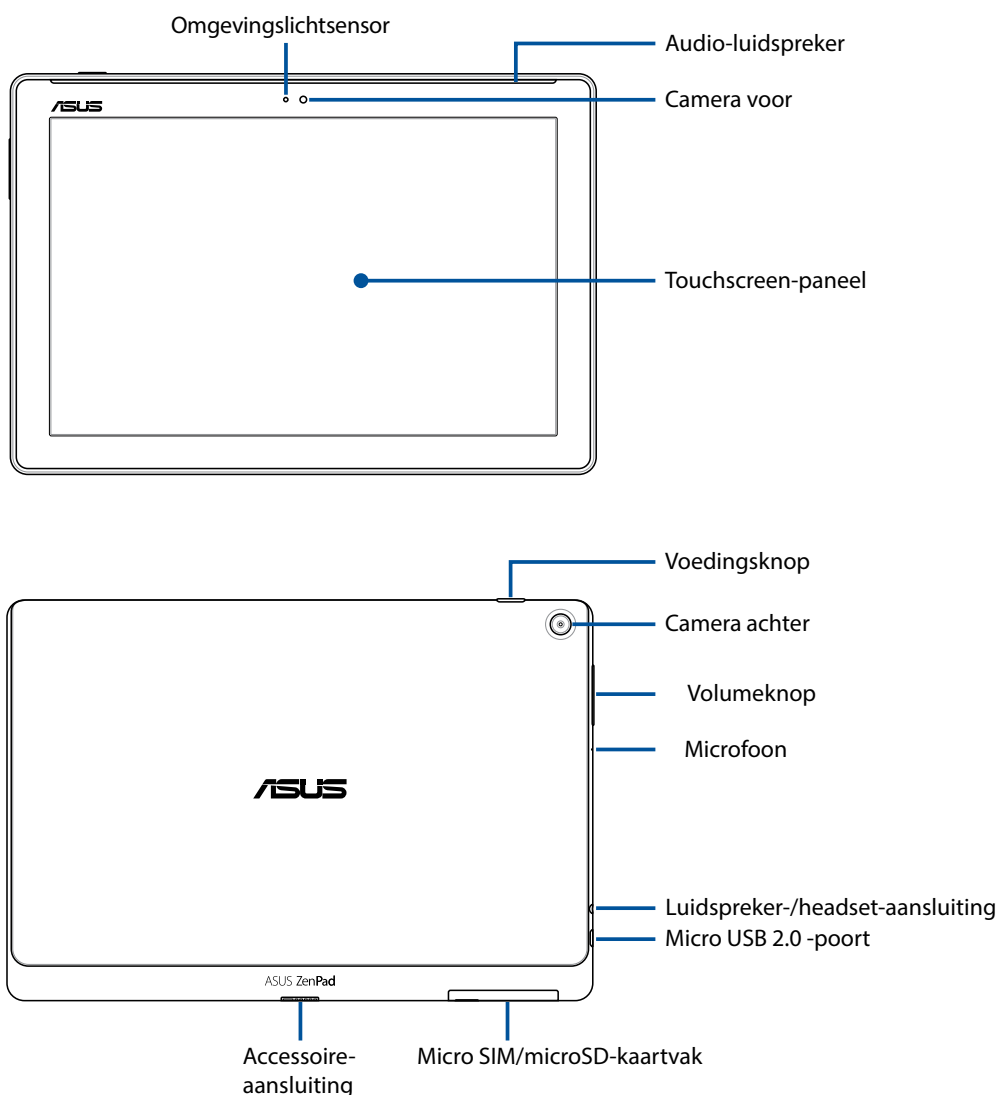 Omgevingslichtsensor
Audio-luidspreker
ASUS
Camera voor
Touchscreen-paneel
Voedingsknop
Camera achter
Volumeknop
Microfoon
ASUS
Luidspreker-/headset-aansluiting
Micro USB 2.0 -poort
ASUS ZenPad
Accessoire-
aansluiting
Micro SIM/microSD-kaartvak